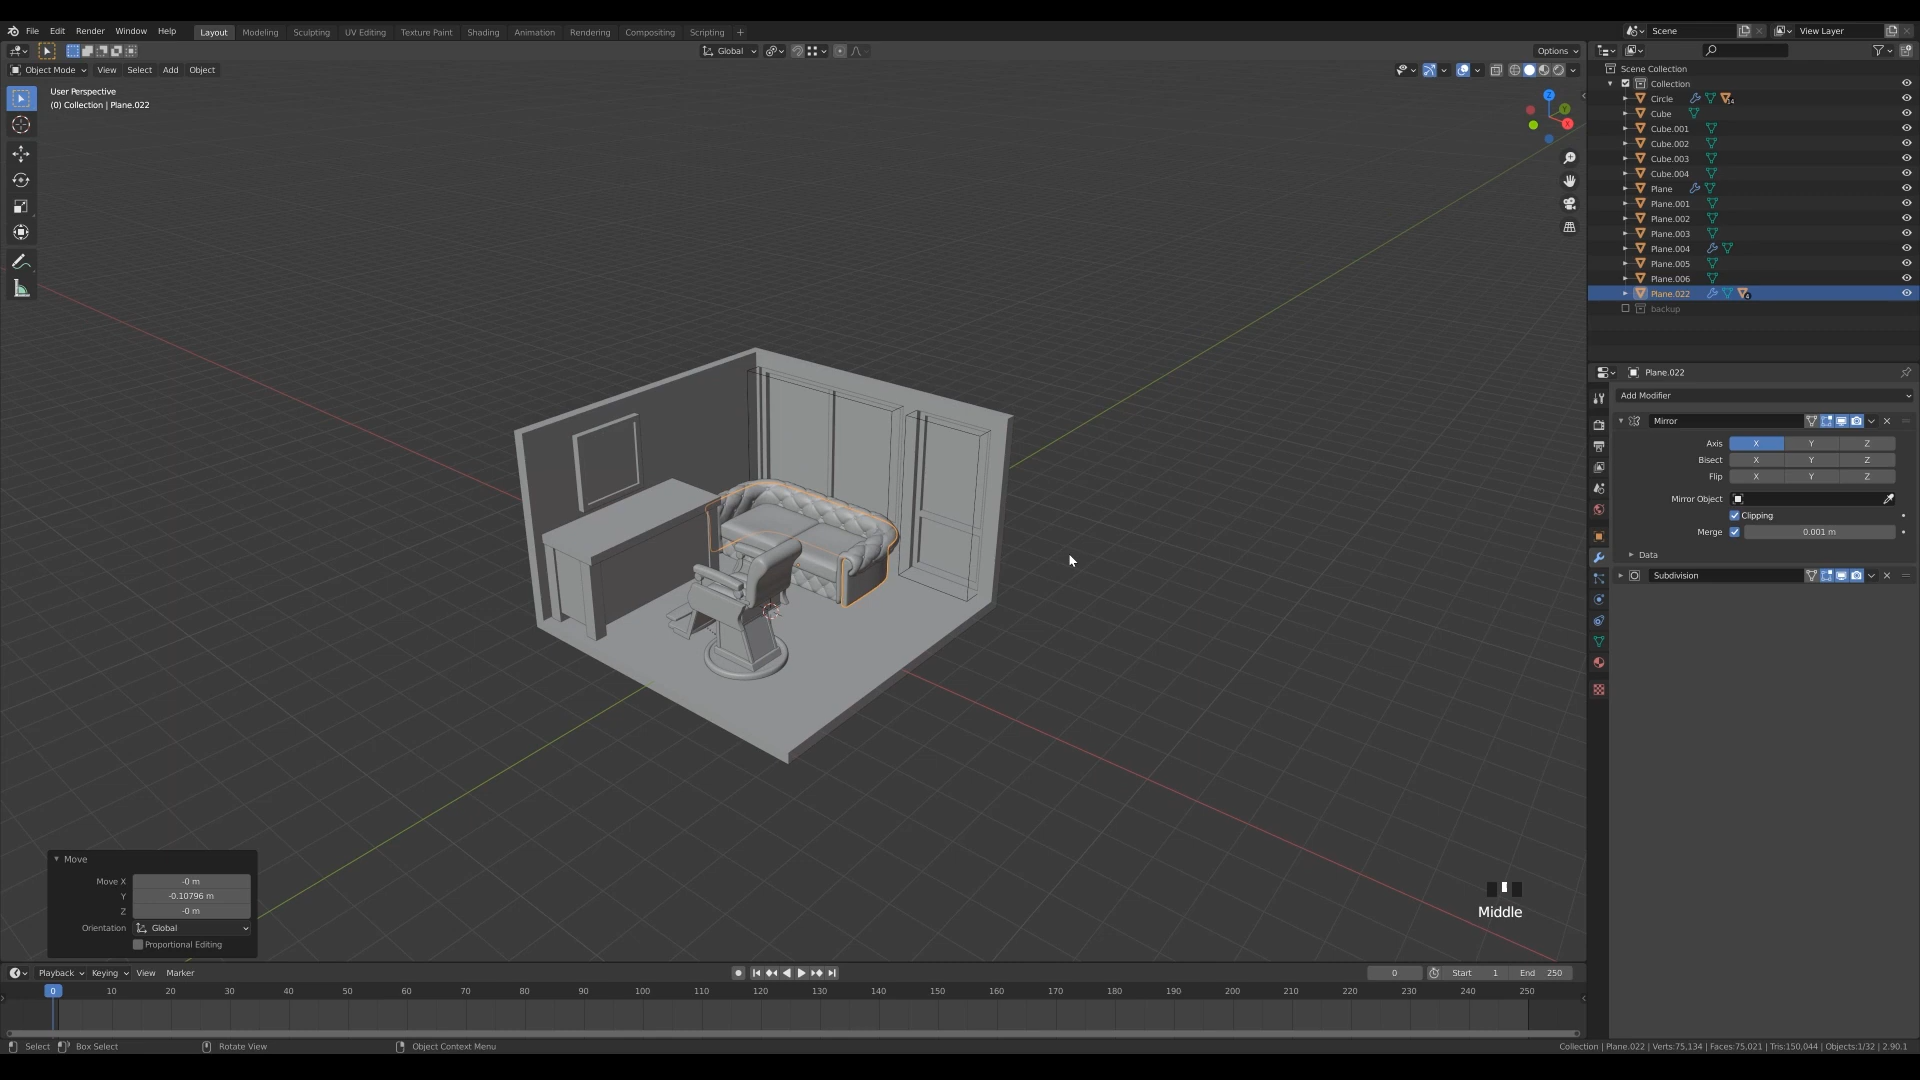 File Edit Render Window Help Layout Modeling Sculpting UV Editing Texture Paint Shading Animation Rendering Compositing Scripting + Scene View Layer
Global Options
Object Mode View Select Add Object
User Perspective
(0) Collection | Plane.022
Z
Y
X
Scene Collection
Collection
Circle 14
Cube
Cube.001
Cube.002
Cube.003
Cube.004
Plane
Plane.001
Plane.002
Plane.003
Plane.004
Plane.005
Plane.006
Plane.022 4
backup
Plane.022
Add Modifier
Mirror
Axis X Y Z
Bisect X Y Z
Flip X Y Z
Mirror Object
Clipping
Merge 0.001 m
Data
Subdivision
Move
Move X -0 m
Y -0.10796 m
Z -0 m
Orientation Global
Proportional Editing
Middle
Playback Keying View Marker 0 Start 1 End 250
0 10 20 30 40 50 60 70 80 90 100 110 120 130 140 150 160 170 180 190 200 210 220 230 240 250
Select Box Select Rotate View Object Context Menu Collection | Plane.022 | Verts:75,134 | Faces:75,021 | Tris:150,044 | Objects:1/32 | 2.90.1